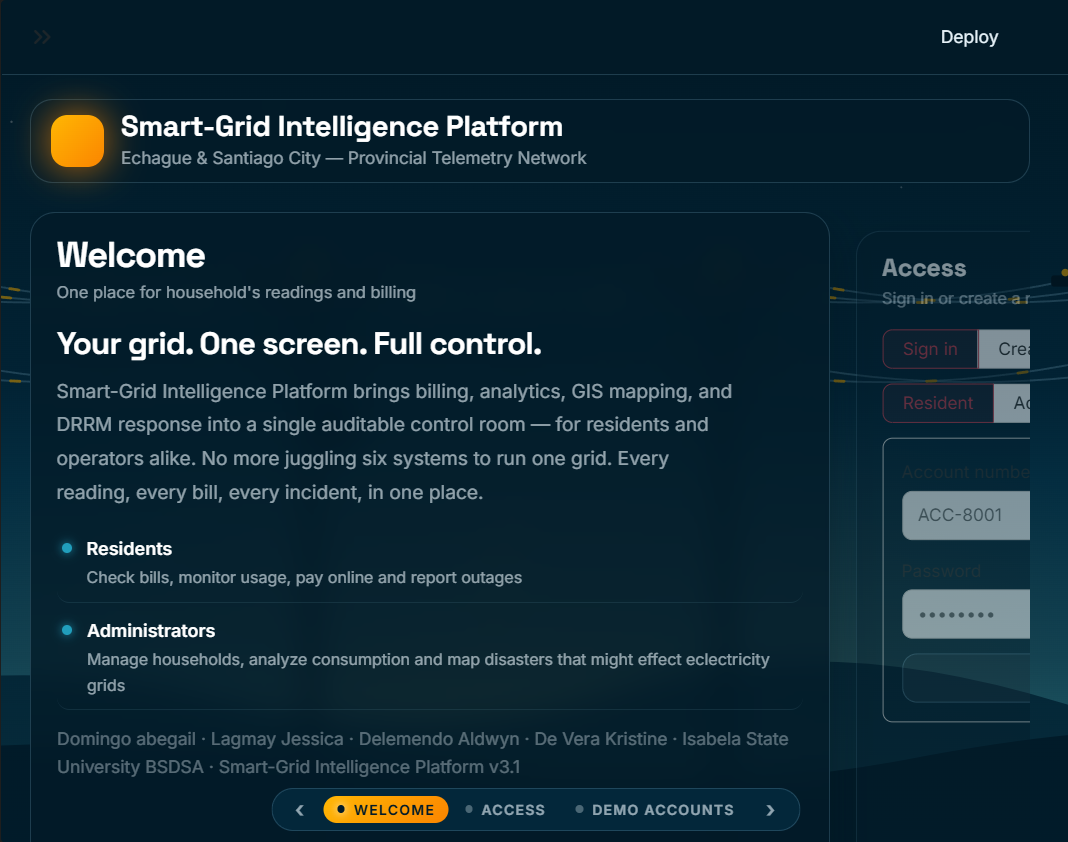 Deploy
Smart-Grid Intelligence Platform
Echague & Santiago City — Provincial Telemetry Network
Welcome
One place for household's readings and billing
Your grid. One screen. Full control.
Smart-Grid Intelligence Platform brings billing, analytics, GIS mapping, and
DRRM response into a single auditable control room — for residents and
operators alike. No more juggling six systems to run one grid. Every
reading, every bill, every incident, in one place.
Residents
Check bills, monitor usage, pay online and report outages
Administrators
Manage households, analyze consumption and map disasters that might effect eclectricity
grids
Domingo abegail · Lagmay Jessica · Delemendo Aldwyn · De Vera Kristine · Isabela State
University BSDSA · Smart-Grid Intelligence Platform v3.1
Access
Sign in or create a
Sign in
Resident
Account numbe
ACC-8001
Password
‹ WELCOME ACCESS DEMO ACCOUNTS ›